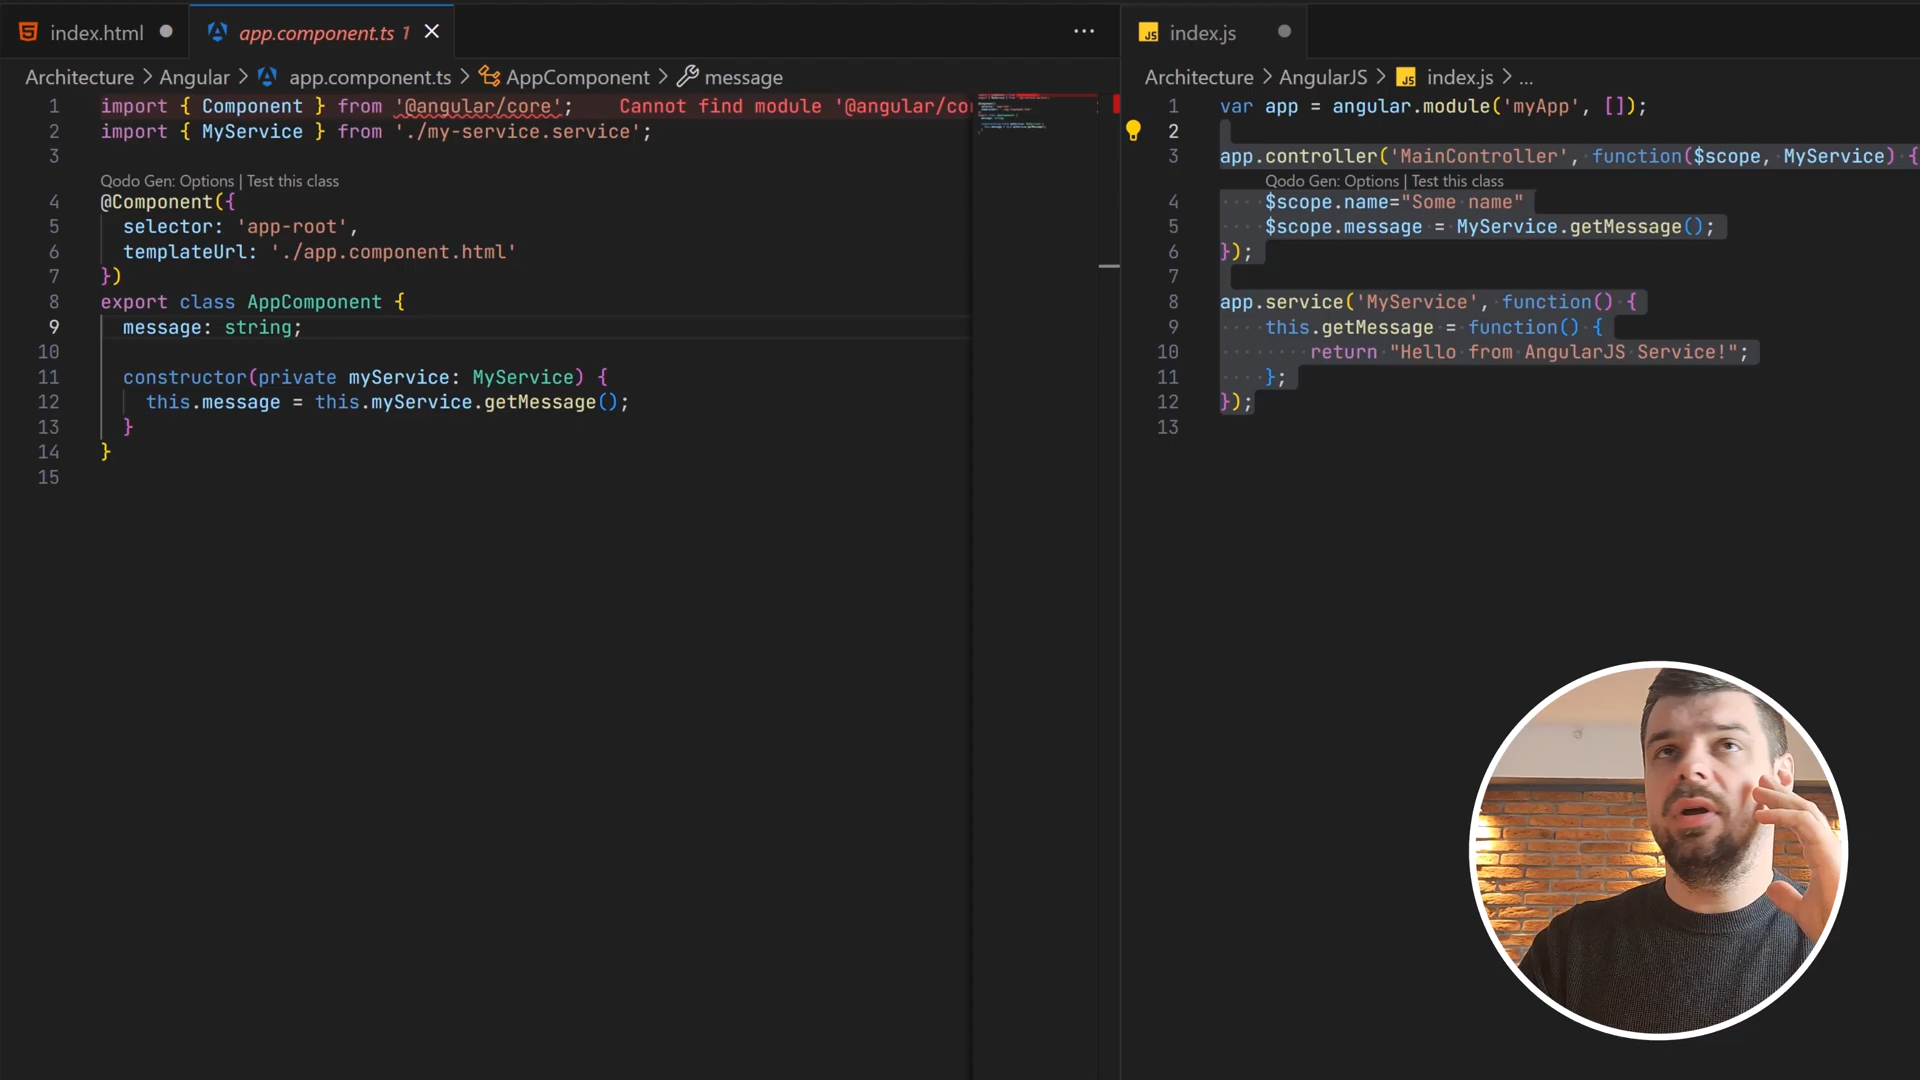 index.html
app.component.ts 1
Architecture > Angular > app.component.ts > AppComponent > message
1 import { Component } from '@angular/core'; Cannot find module '@angular/cor
2 import { MyService } from './my-service.service';
3
Qodo Gen: Options | Test this class
4 @Component({
5 selector: 'app-root',
6 templateUrl: './app.component.html'
7 })
8 export class AppComponent {
9 message: string;
10
11 constructor(private myService: MyService) {
12 this.message = this.myService.getMessage();
13 }
14 }
15
JS index.js
Architecture > AngularJS > JS index.js > ...
1 var app = angular.module('myApp', []);
2
3 app.controller('MainController', function($scope, MyService) {
Qodo Gen: Options | Test this class
4 $scope.name="Some name"
5 $scope.message = MyService.getMessage();
6 });
7
8 app.service('MyService', function() {
9 this.getMessage = function() {
10 return "Hello from AngularJS Service!";
11 };
12 });
13